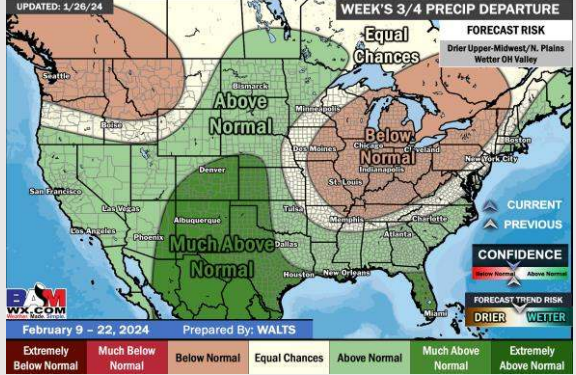 UPDATED: 1/26/24
WEEK'S 3/4 PRECIP DEPARTURE
FORECAST RISK
Drier Upper-Midwest/N. Plains
Wetter OH Valley
Equal
Chances
Seattle
Bismarck
Above
Normal
Minneapolis
Boise
Below
Normal
Chicago
Cleveland
Boston
Des Moines
New York City
Indianapolis
Denver
St. Louis
San Francisco
Las Vegas
Tulsa
Memphis
Charlotte
Albuquerque
Los Angeles
Phoenix
Much Above
Normal
Dallas
Atlanta
Houston
New Orleans
Miami
CURRENT
PREVIOUS
CONFIDENCE
Below Normal
Above Normal
FORECAST TREND RISK
DRIER
WETTER
BAM
WX.COM
Weather Made. Simple.
February 9 – 22, 2024
Prepared By: WALTS
Extremely
Below Normal
Much Below
Normal
Below Normal
Equal Chances
Above Normal
Much Above
Normal
Extremely
Above Normal